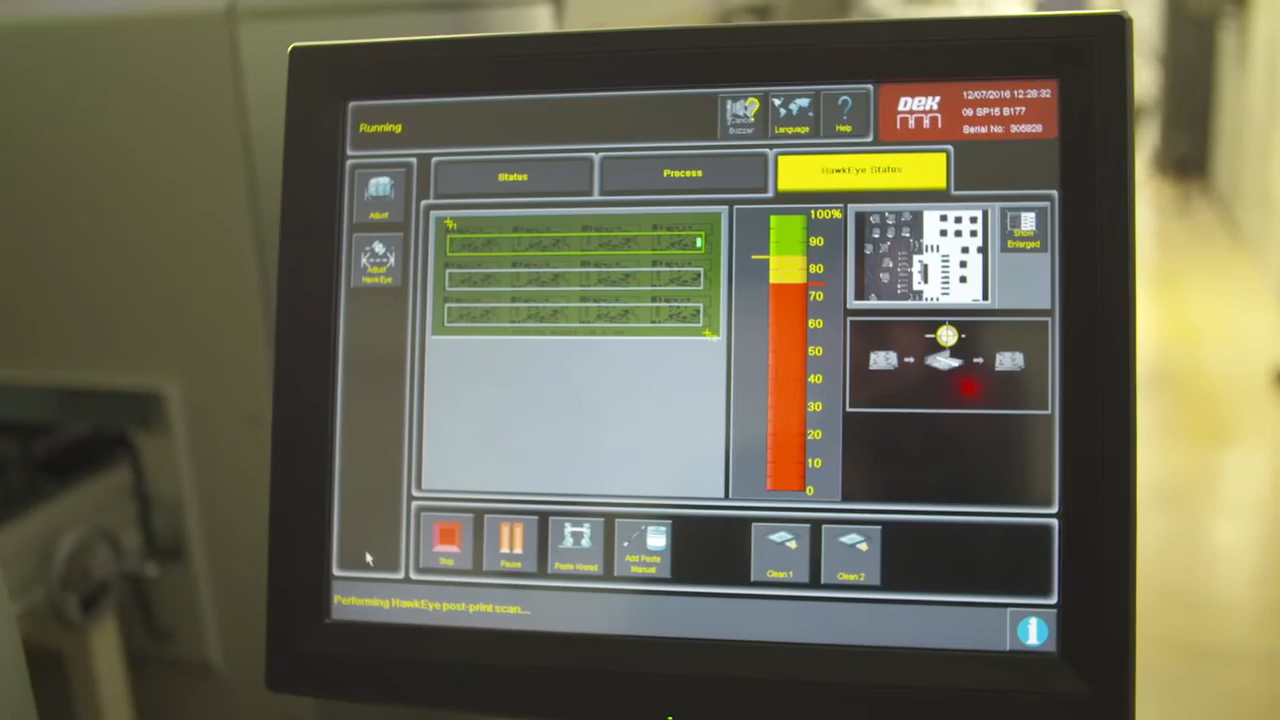 Running
Cancel
Buzzer
Language
Help
DEK
12/07/2016 12:28:32
09 SP15 B177
Serial No: 305828
Status
Process
HawkEye Status
Adjust
Adjust
HawkEye
100%
90
80
70
60
50
40
30
20
10
0
Show
Enlarged
Stop
Pause
Paste Knead
Add Paste
Manual
Clean 1
Clean 2
Performing HawkEye post-print scan...